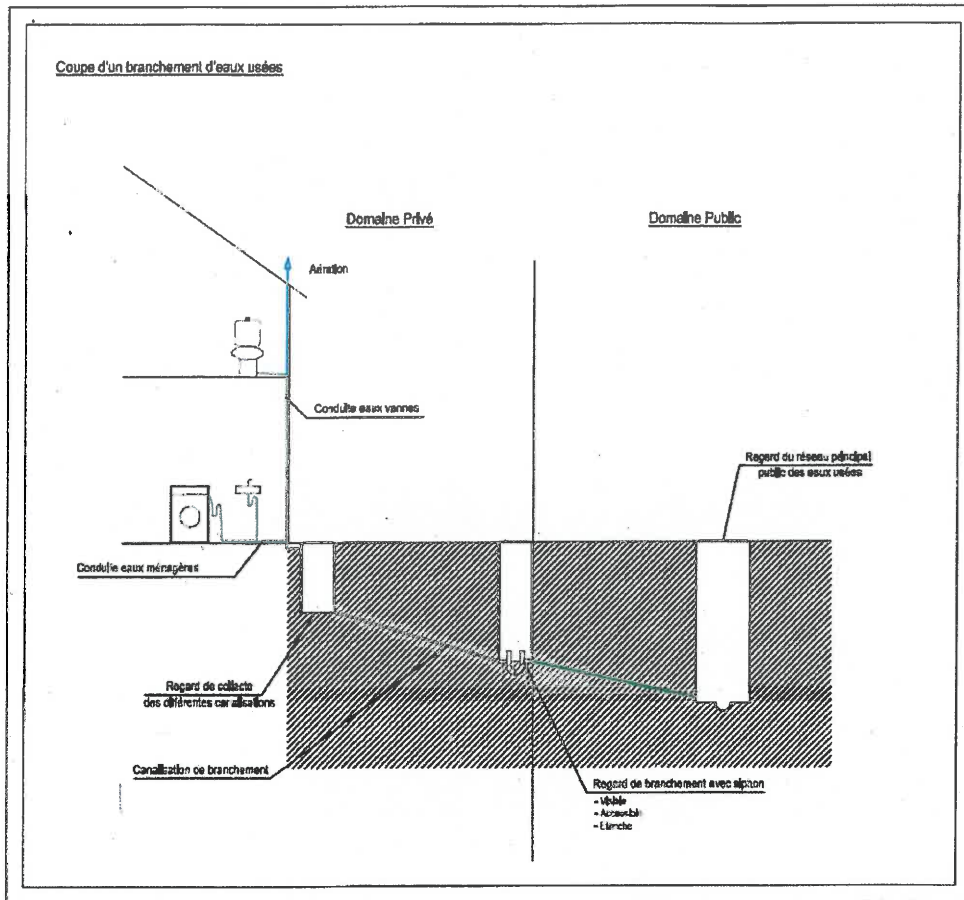 Coupe d'un branchement d'eaux usées
Domaine Privé
Domaine Public
Aération
Conduite eaux vannes
Regard du réseau principal
public des eaux usées
Conduite eaux ménagères
Regard de collecte
des différentes canalisations
Canalisation de branchement
Regard de branchement avec siphon
- Visible
- Accessible
- Etanche